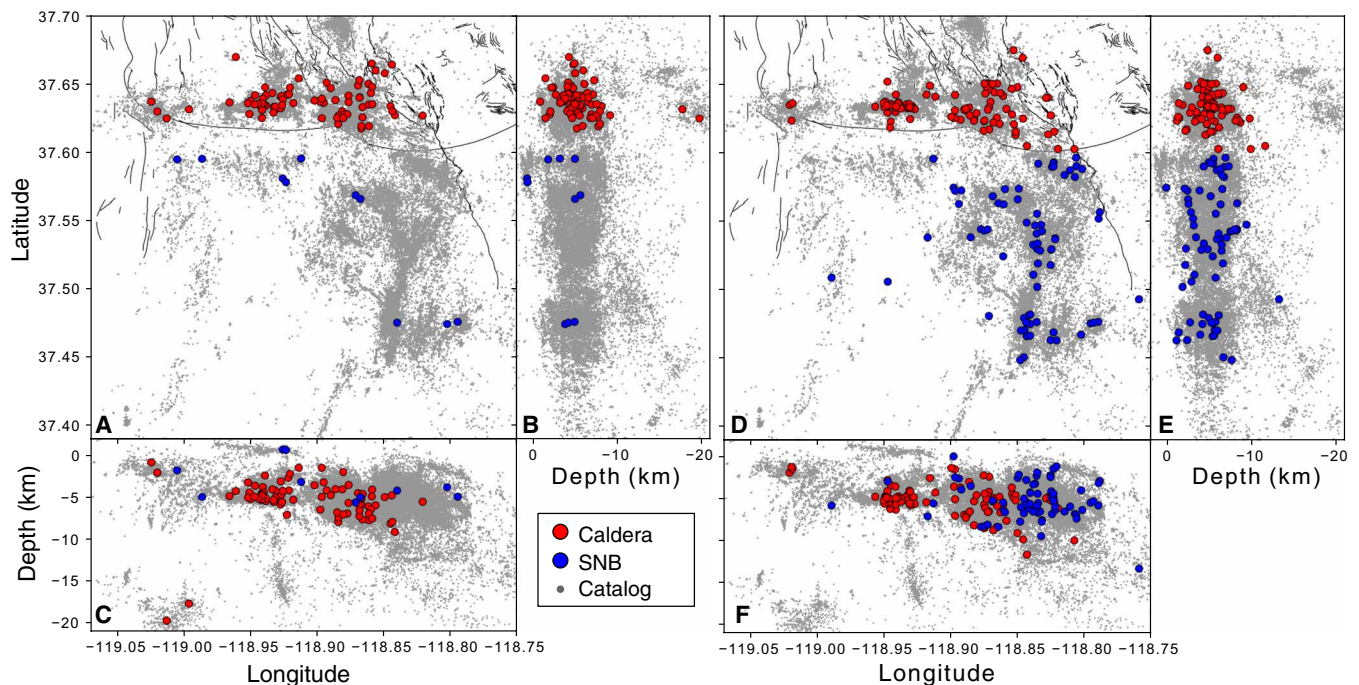 37.70
37.65
37.60
37.55
37.50
37.45
37.40
Latitude
A
B
D
E
0
−10
−20
0
−10
−20
Depth (km)
Depth (km)
0
−5
−10
−15
−20
Depth (km)
C
F
Caldera
SNB
Catalog
−119.05 −119.00 −118.95 −118.90 −118.85 −118.80 −118.75
−119.05 −119.00 −118.95 −118.90 −118.85 −118.80 −118.75
Longitude
Longitude